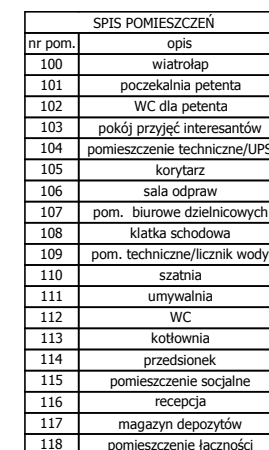 SPIS POMIESZCZEŃ
nr pom. opis
100 wiatrołap
101 poczekalnia petenta
102 WC dla petenta
103 pokój przyjęć interesantów
104 pomieszczenie techniczne/UPS
105 korytarz
106 sala odpraw
107 pom. biurowe dzielnicowych
108 klatka schodowa
109 pom. techniczne/licznik wody
110 szatnia
111 umywalnia
112 WC
113 kotłownia
114 przedsionek
115 pomieszczenie socjalne
116 recepcja
117 magazyn depozytów
118 pomieszczenie łączności